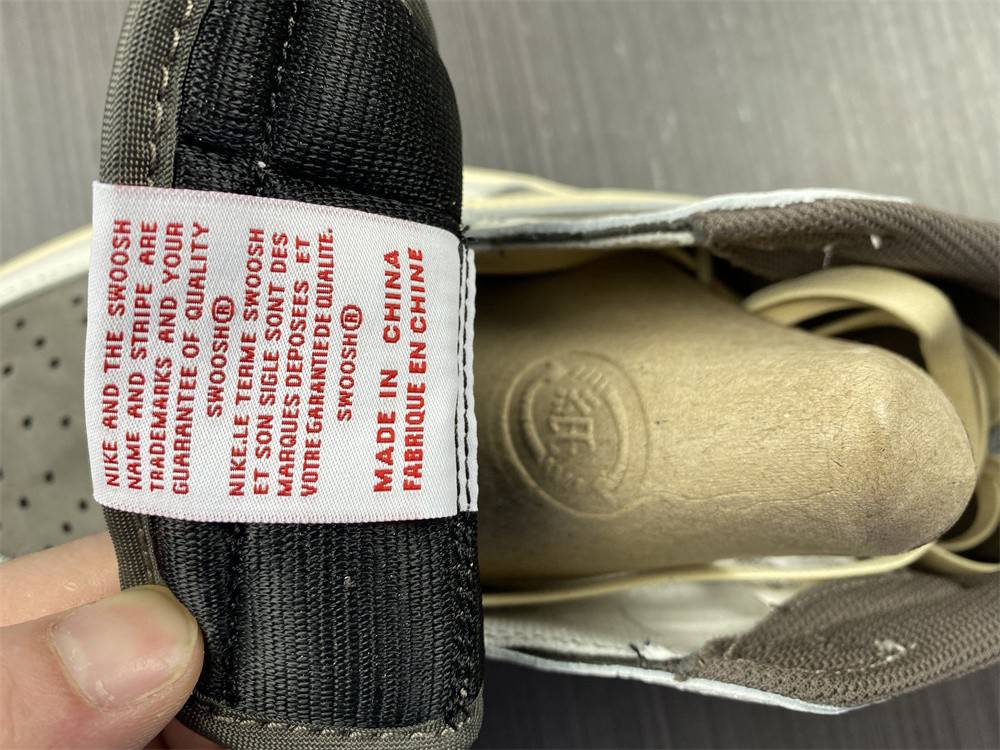 NIKE AND THE SWOOSH
NAME AND STRIPE ARE
TRADEMARKS AND YOUR
GUARANTEE OF QUALITY
SWOOSH®
NIKE.LE TERME SWOOSH
ET SON SIGLE SONT DES
MARQUES DEPOSEES ET
VOTRE GARANTIE DE QUALITE.
SWOOSH®
MADE IN CHINA
FABRIQUE EN CHINE